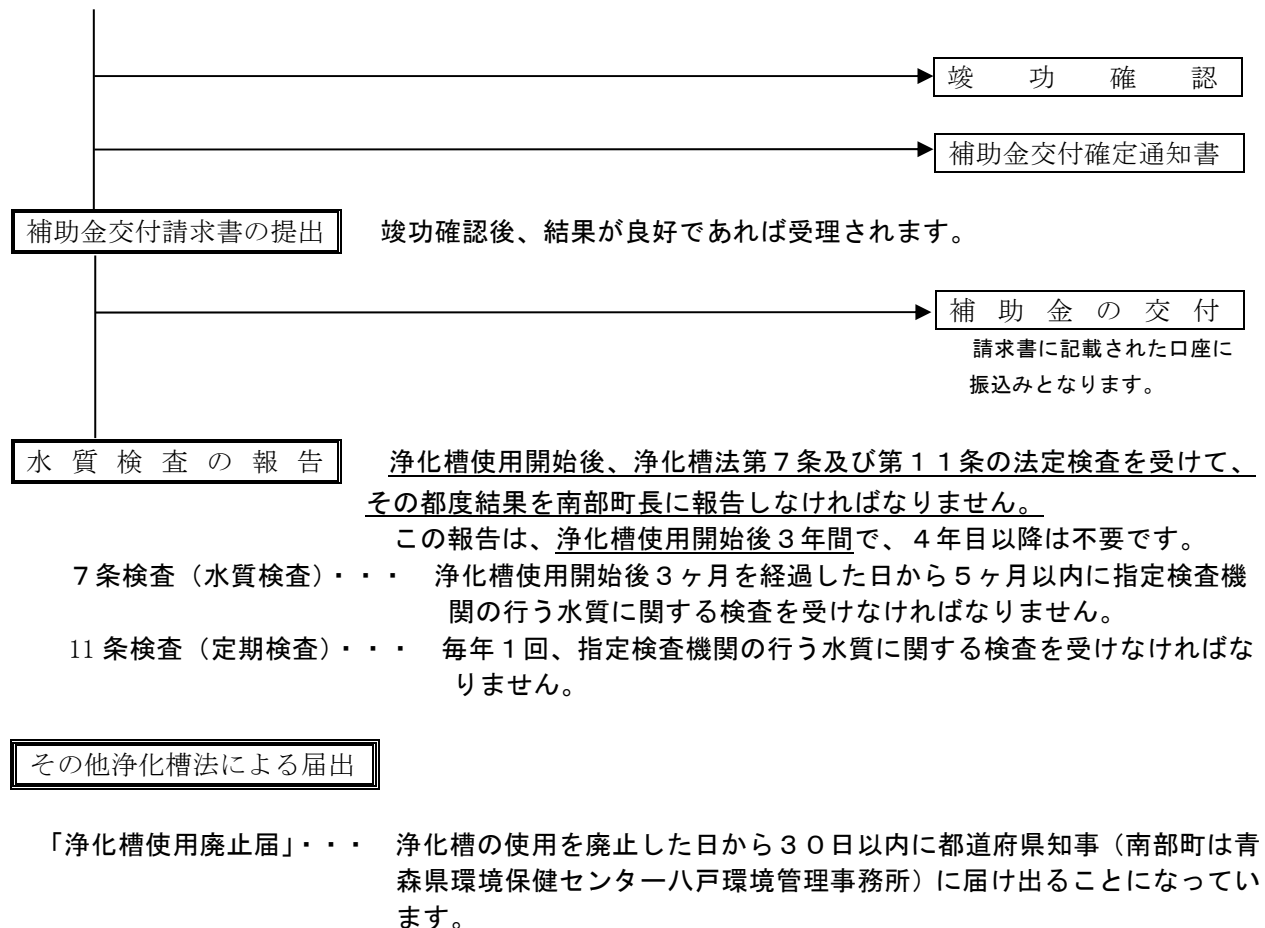 竣功確認
補助金交付確定通知書
補助金交付請求書の提出 竣功確認後、結果が良好であれば受理されます。
補助金の交付
請求書に記載された口座に
振込みとなります。
水質検査の報告 浄化槽使用開始後、浄化槽法第７条及び第１１条の法定検査を受けて、
その都度結果を南部町長に報告しなければなりません。
この報告は、浄化槽使用開始後３年間で、４年目以降は不要です。
７条検査（水質検査）・・・ 浄化槽使用開始後３ヶ月を経過した日から５ヶ月以内に指定検査機
関の行う水質に関する検査を受けなければなりません。
11 条検査（定期検査）・・・ 毎年１回、指定検査機関の行う水質に関する検査を受けなければな
りません。
その他浄化槽法による届出
「浄化槽使用廃止届」・・・ 浄化槽の使用を廃止した日から３０日以内に都道府県知事（南部町は青
森県環境保健センター八戸環境管理事務所）に届け出ることになってい
ます。